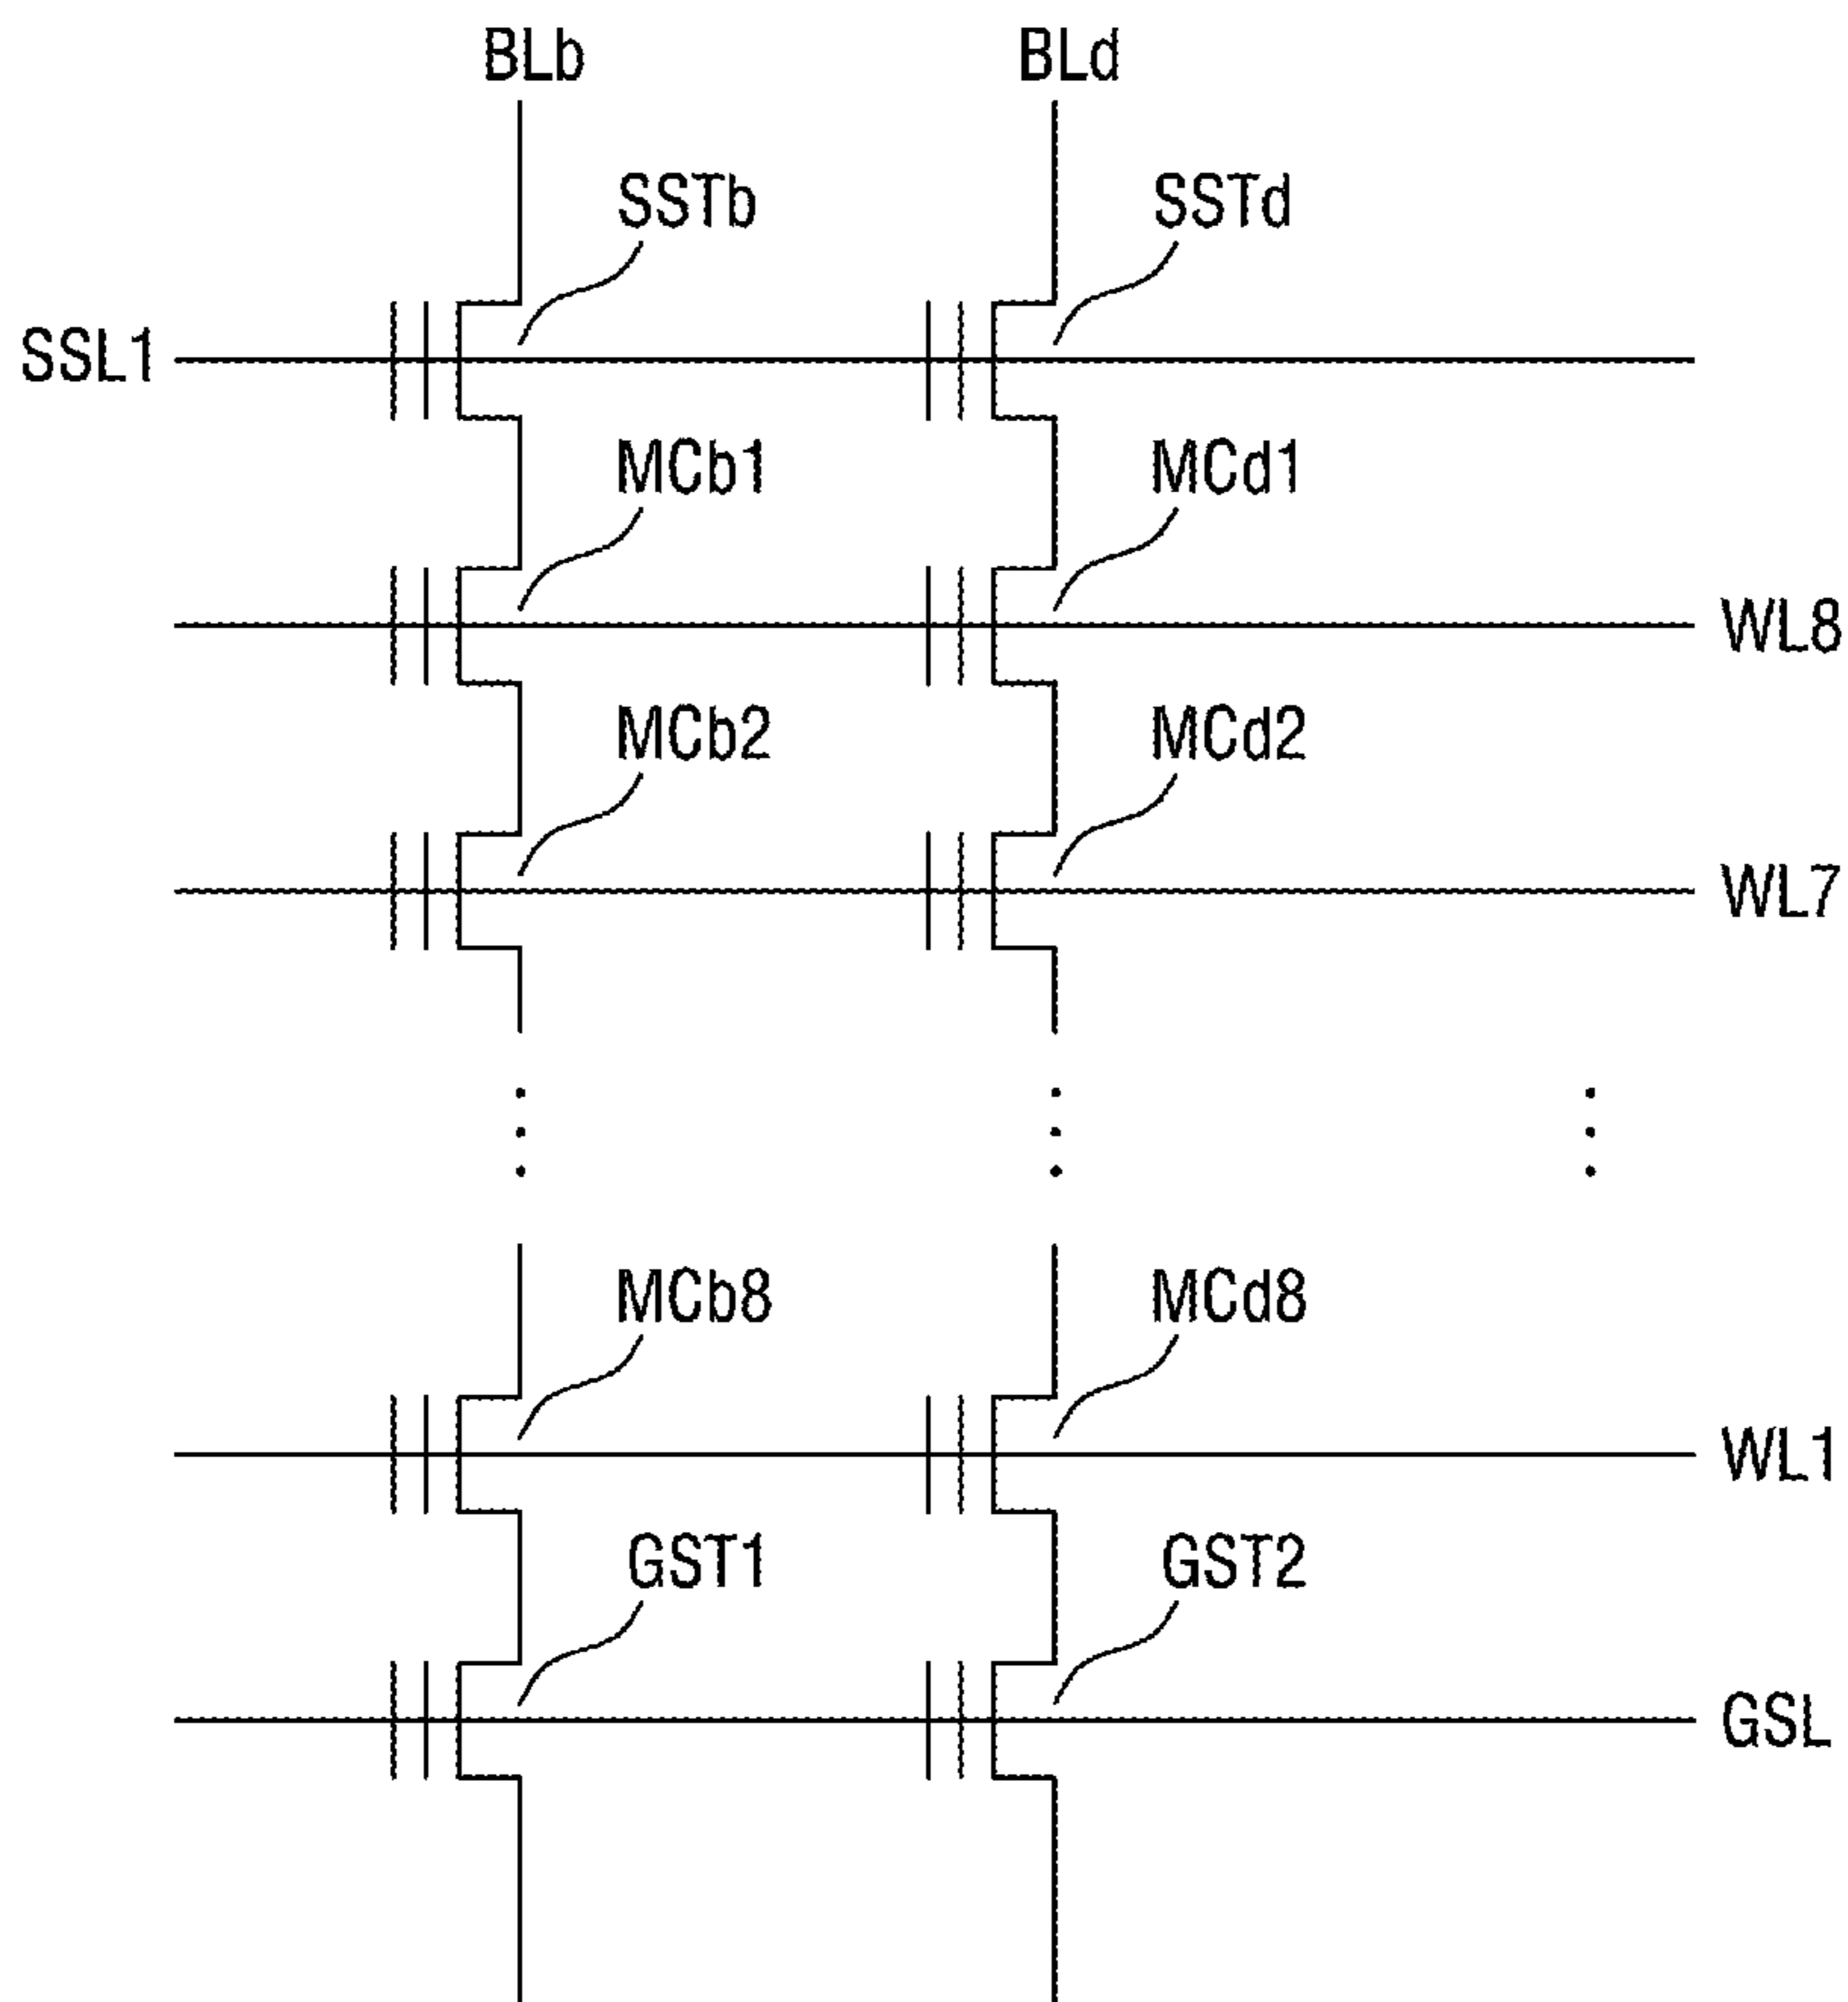 BLb BLd
SSTb SSTd
SSL1
MCb1 MCd1
WL8
MCb2 MCd2
WL7
MCb8 MCd8
WL1
GST1 GST2
GSL